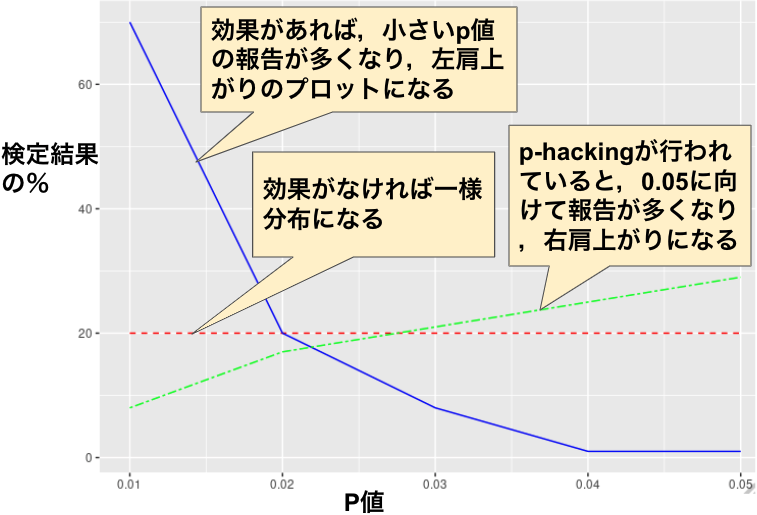 効果があれば，小さいp値
の報告が多くなり，左肩上
がりのプロットになる
検定結果
の%
効果がなければ一様
分布になる
p-hackingが行われ
ていると，0.05に向
けて報告が多くなり
，右肩上がりになる
60
40
20
0
0.01
0.02
0.03
0.04
0.05
P値